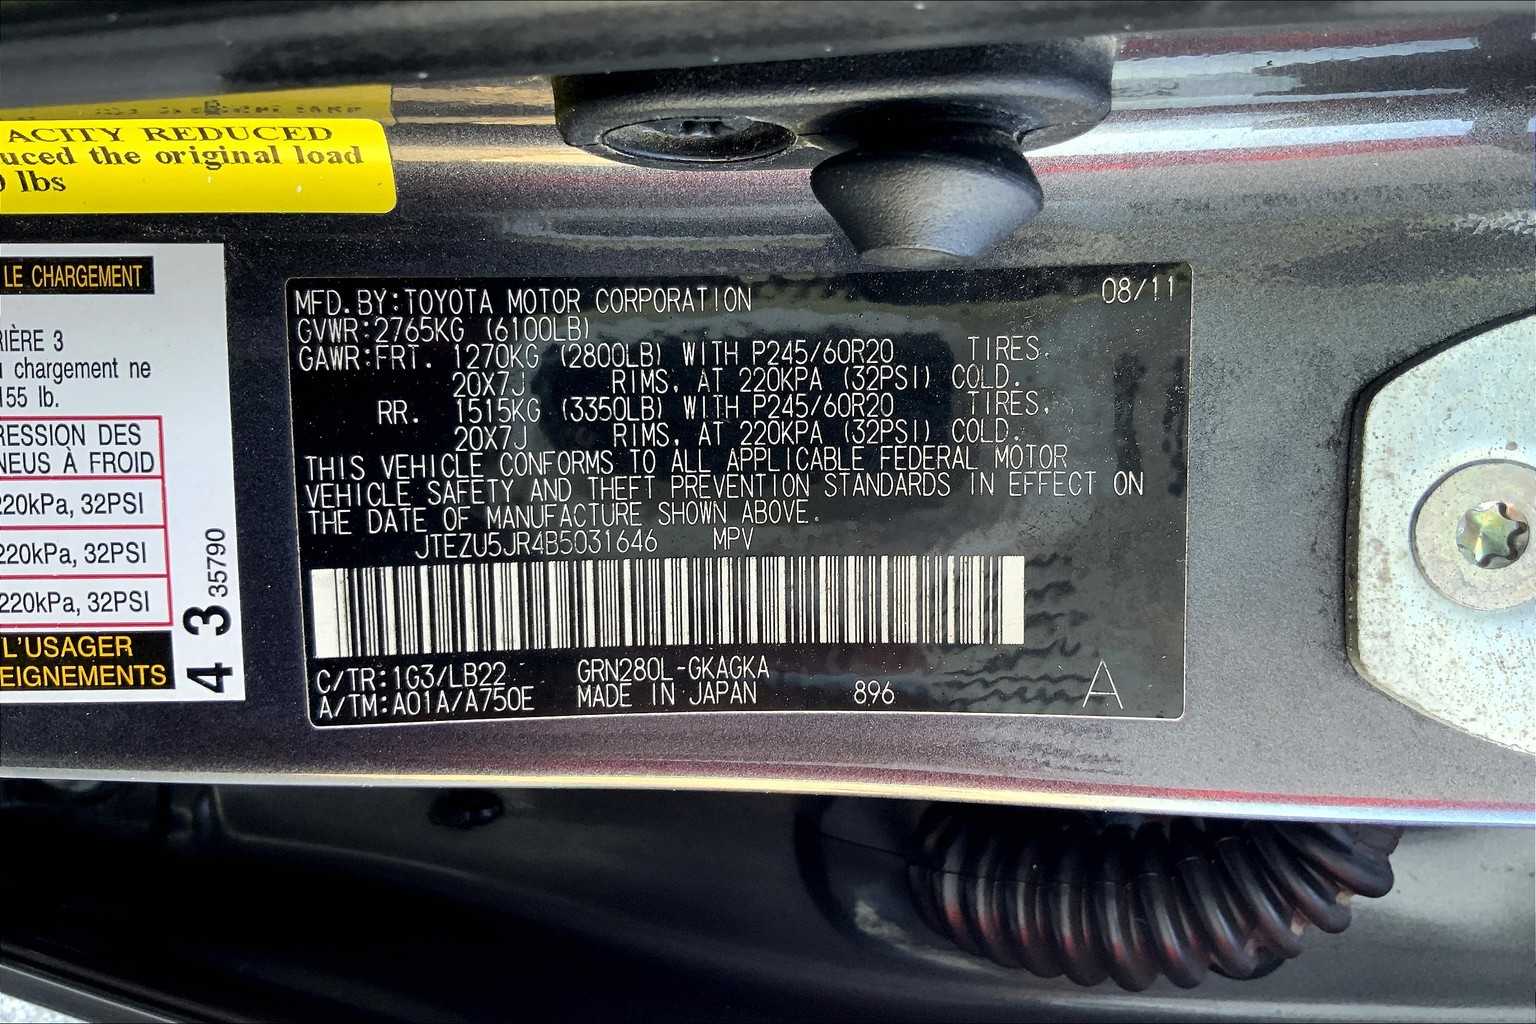 ACITY REDUCED
uced the original load
0 lbs
LE CHARGEMENT
RIÈRE 3
u chargement ne
155 lb.
RESSION DES
NEUS À FROID
220kPa, 32PSI
220kPa, 32PSI
220kPa, 32PSI
L'USAGER
EIGNEMENTS
43 35790
MFD. BY:TOYOTA MOTOR CORPORATION 08/11
GVWR:2765KG (6100LB)
GAWR:FRT. 1270KG (2800LB) WITH P245/60R20 TIRES,
20X7J RIMS, AT 220KPA (32PSI) COLD.
RR. 1515KG (3350LB) WITH P245/60R20 TIRES,
20X7J RIMS, AT 220KPA (32PSI) COLD.
THIS VEHICLE CONFORMS TO ALL APPLICABLE FEDERAL MOTOR
VEHICLE SAFETY AND THEFT PREVENTION STANDARDS IN EFFECT ON
THE DATE OF MANUFACTURE SHOWN ABOVE.
JTEZU5JR4B5031646 MPV
C/TR:1G3/LB22 GRN280L-GKAGKA
A/TM:A01A/A750E MADE IN JAPAN 896 A